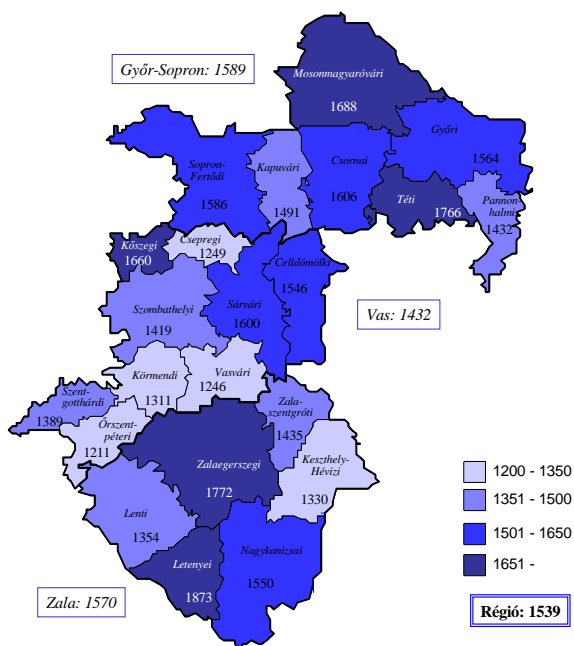 Győr-Sopron: 1589
Mosonmagyaróvári
1688
Győri
1564
Sopron-
Fertődi
1586
Kapuvári
1491
Csornai
1606
Téti
1766
Pannon-
halmi
1432
Kőszegi
1660
Csepregi
1249
Celldömölki
1546
Szombathelyi
1419
Sárvári
1600
Vas: 1432
Körmendi
1311
Vasvári
1246
Szent-
gotthárdi
1389
Őrszent-
péteri
1211
Zala-
szentgróti
1435
Zalaegerszegi
1772
Keszthely-
Hévizi
1330
Lenti
1354
Letenyei
1873
Nagykanizsai
1550
Zala: 1570
1200 - 1350
1351 - 1500
1501 - 1650
1651 -
Régió: 1539